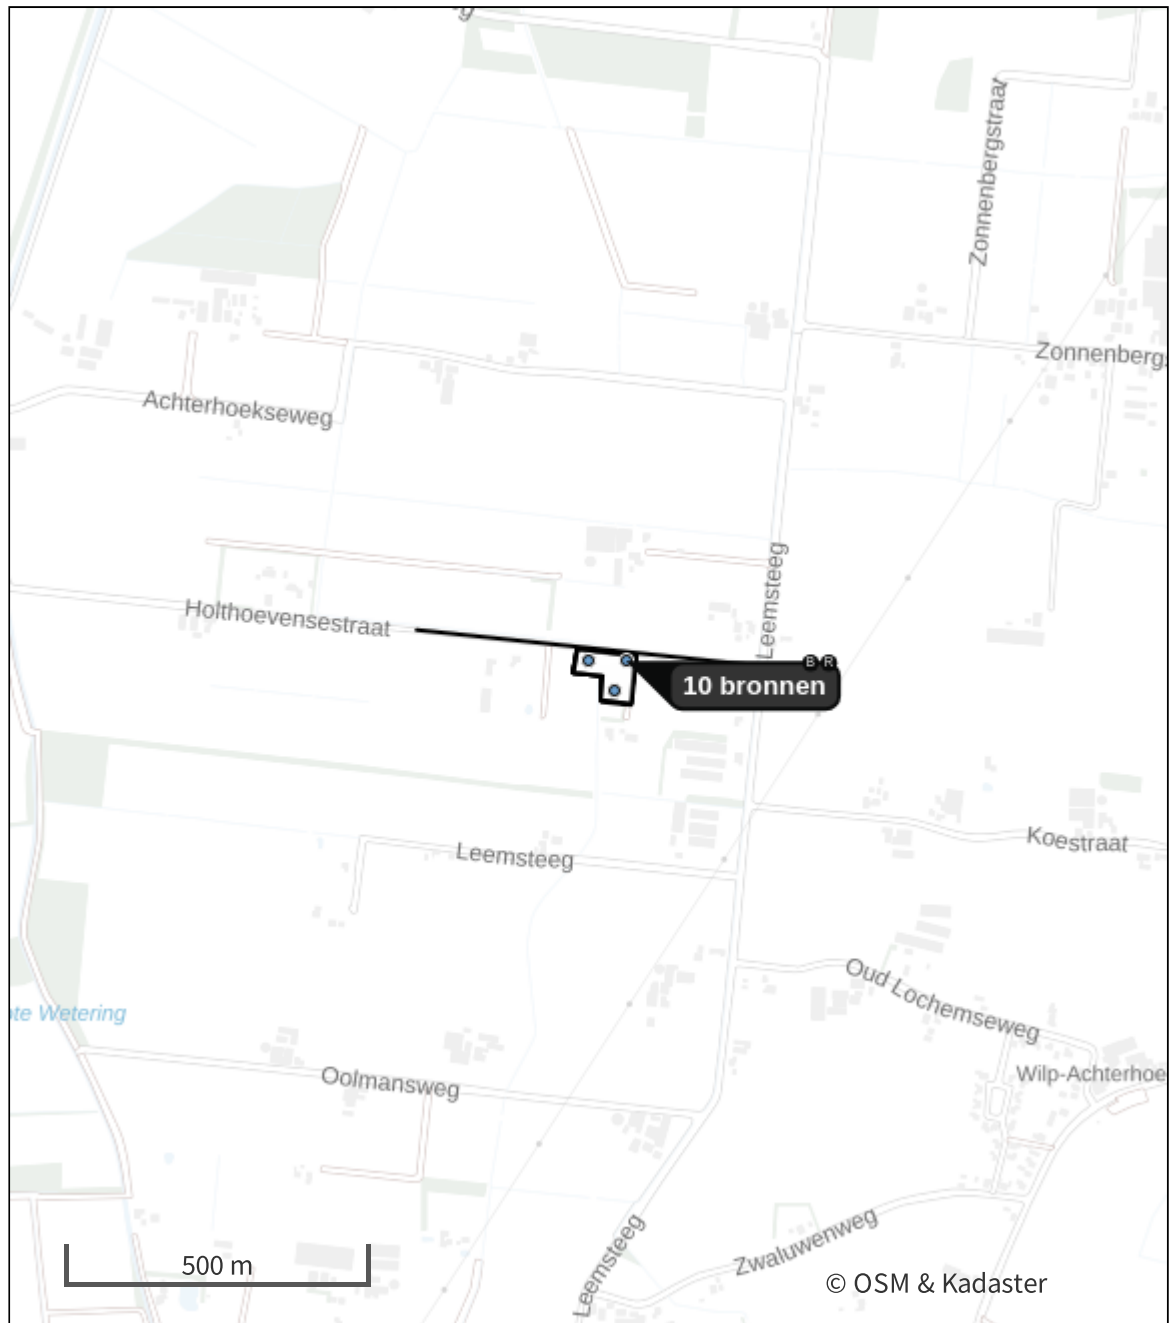 Zonnenbergstraat
Zonnenbergs
Achterhoekseweg
Leemsteeg
Holthoevensestraat
B R
10 bronnen
Koestraat
Leemsteeg
Oud Lochemseweg
te Wetering
Wilp-Achterhoe
Oolmansweg
Zwaluwenweg
Leemsteeg
500 m
© OSM & Kadaster